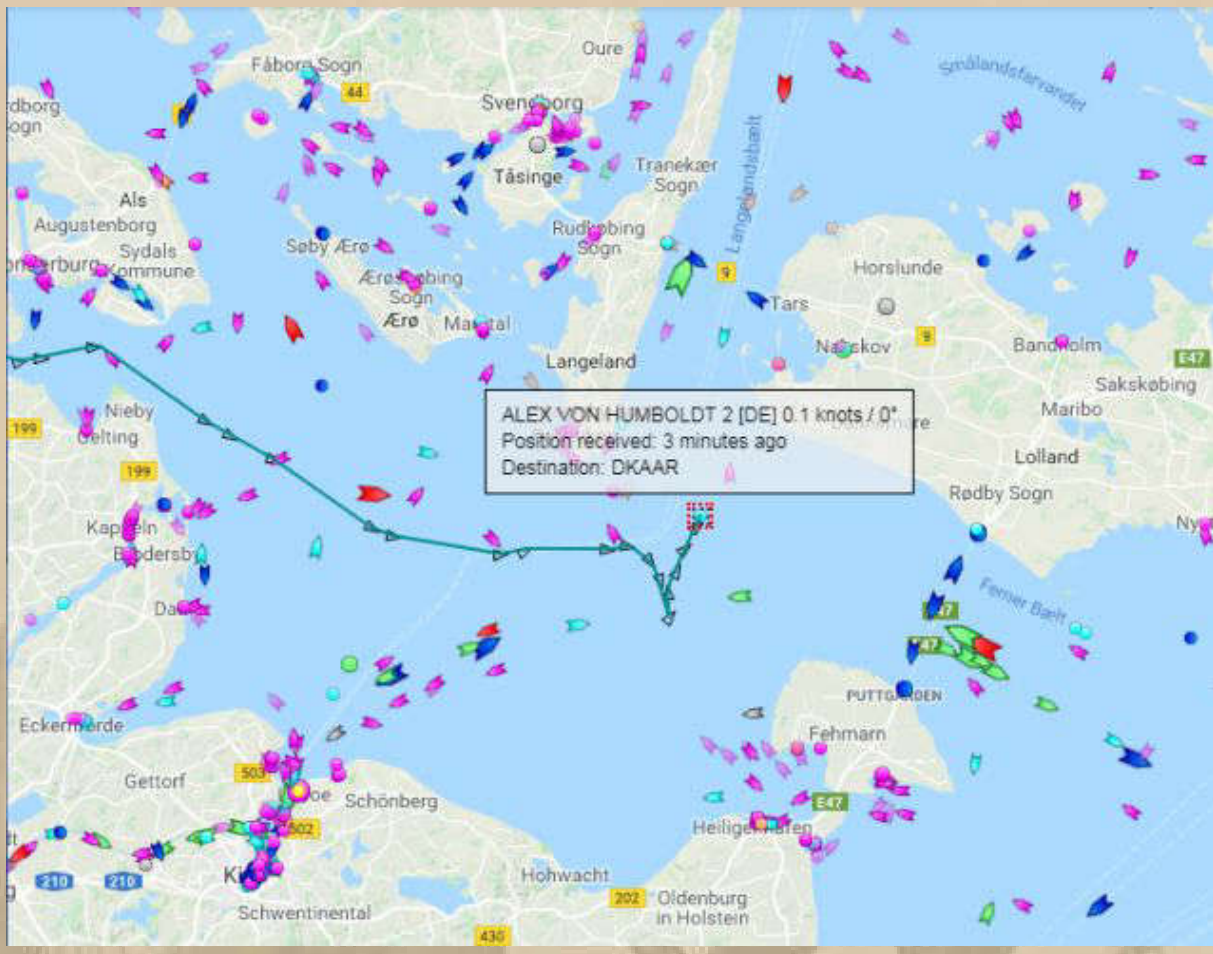 Oure
Fåborg Sogn
44
Smålandsfarvandet
Svendborg
Sogn
Tranekær
Sogn
Tåsinge
Langelandsbælt
Als
Augustenborg
Rudkøbing
Sogn
Sydals
Kommune
Søby Ærø
Horslunde
9
Ærøskøbing
Sogn
Tars
Ærø
Marstal
Nakskov
9
Bandholm
E47
Langeland
Sakskøbing
Nieby
Gelting
199
ALEX VON HUMBOLDT 2 [DE] 0.1 knots / 0°
Position received: 3 minutes ago
Destination: DKAAR
Maribo
Lolland
199
Rødby Sogn
Kappeln
Brodersby
Femer Bælt
E47
E47
PUTTGARDEN
Eckernförde
Fehmarn
503
Gettorf
Schönberg
E47
502
Heiligenhafen
210
210
Hohwacht
202
Oldenburg
in Holstein
Schwentinental
430